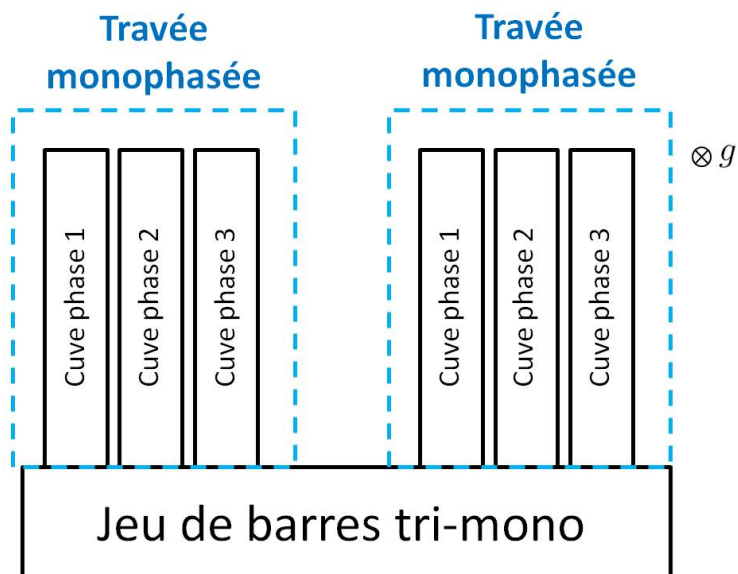 Travée
monophasée
Travée
monophasée
⊗ g
Cuve phase 1
Cuve phase 2
Cuve phase 3
Cuve phase 1
Cuve phase 2
Cuve phase 3
Jeu de barres tri-mono